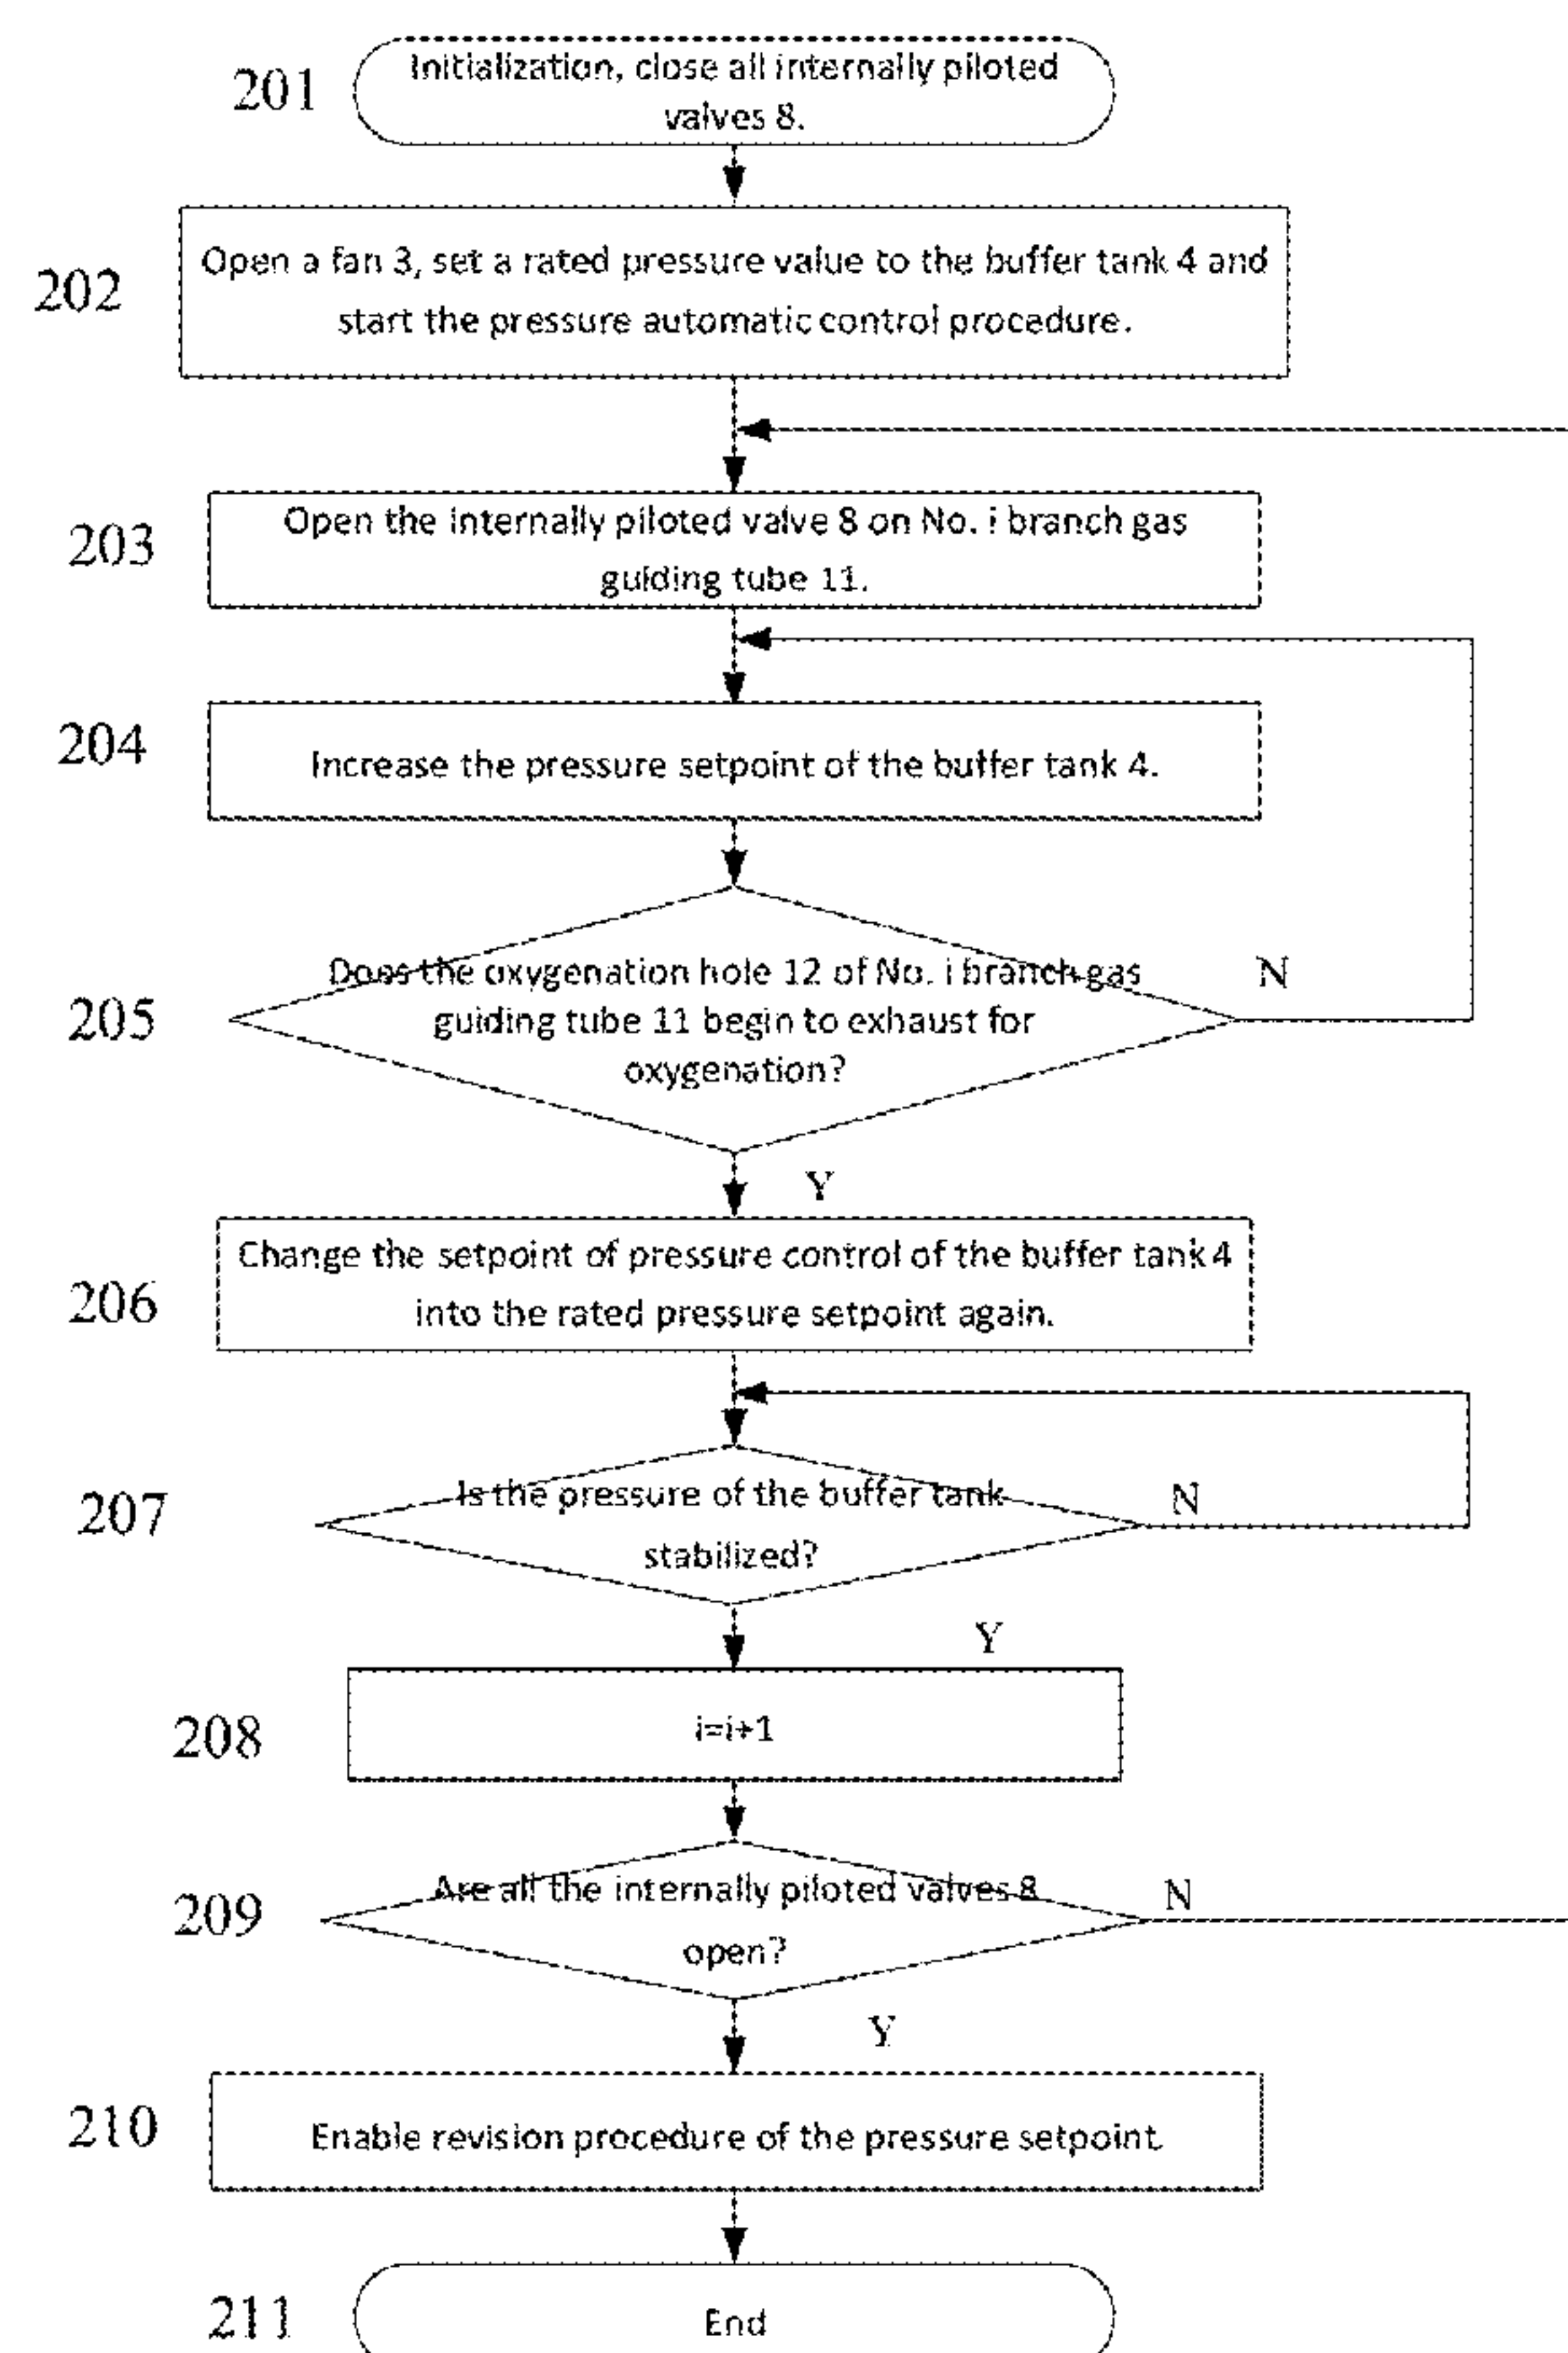 201
Initialization, close all internally piloted
valves 8.
202
Open a fan 3, set a rated pressure value to the buffer tank 4 and
start the pressure automatic control procedure.
203
Open the internally piloted valve 8 on No. i branch gas
guiding tube 11.
204
Increase the pressure setpoint of the buffer tank 4.
205
Does the oxygenation hole 12 of No. i branch gas
guiding tube 11 begin to exhaust for
oxygenation?
N
Y
206
Change the setpoint of pressure control of the buffer tank 4
into the rated pressure setpoint again.
207
Is the pressure of the buffer tank
stabilized?
N
Y
208
i=i+1
209
Are all the internally piloted valves 8
open?
N
Y
210
Enable revision procedure of the pressure setpoint.
211
End